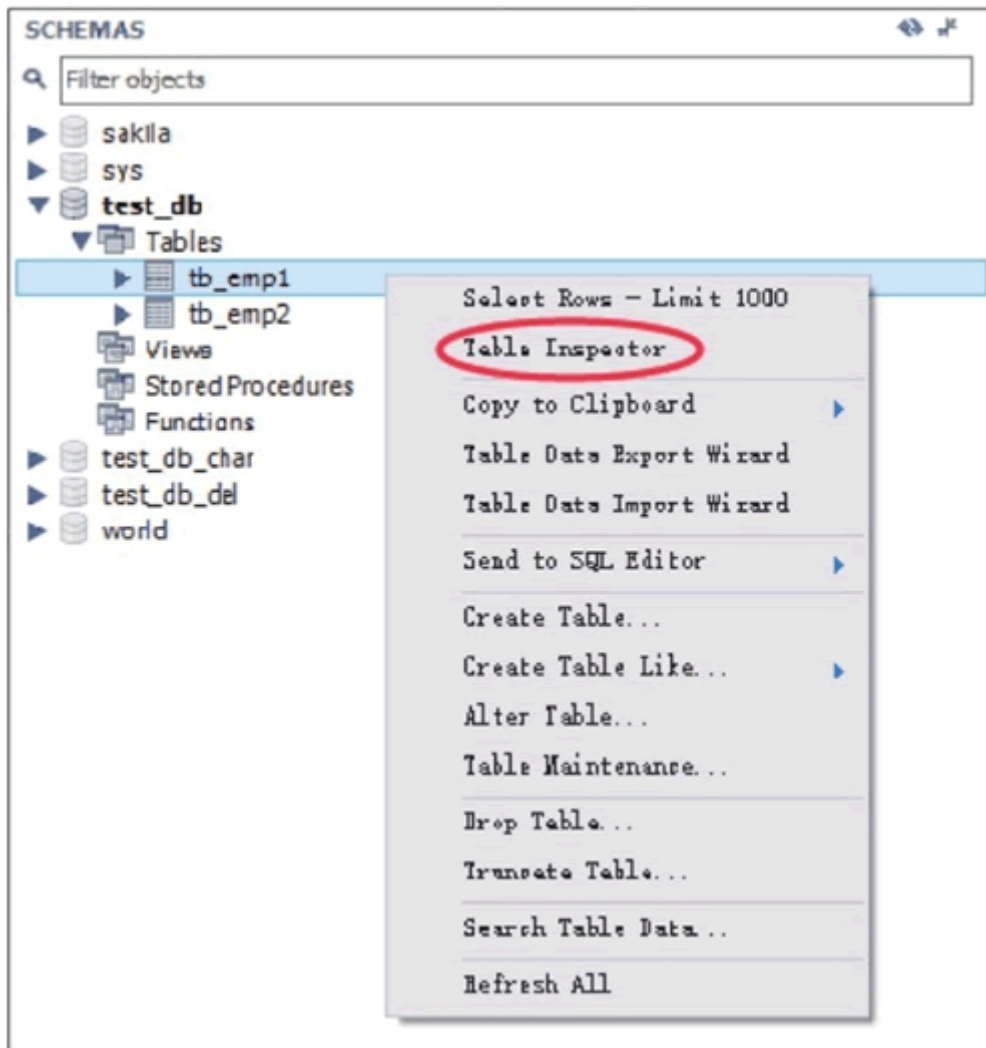 SCHEMAS
Filter objects
sakila
sys
test_db
Tables
tb_emp1
tb_emp2
Views
Stored Procedures
Functions
test_db_char
test_db_del
world
Select Rows - Limit 1000
Table Inspector
Copy to Clipboard
Table Data Export Wizard
Table Data Import Wizard
Send to SQL Editor
Create Table...
Create Table Like...
Alter Table...
Table Maintenance...
Drop Table...
Truncate Table...
Search Table Data...
Refresh All